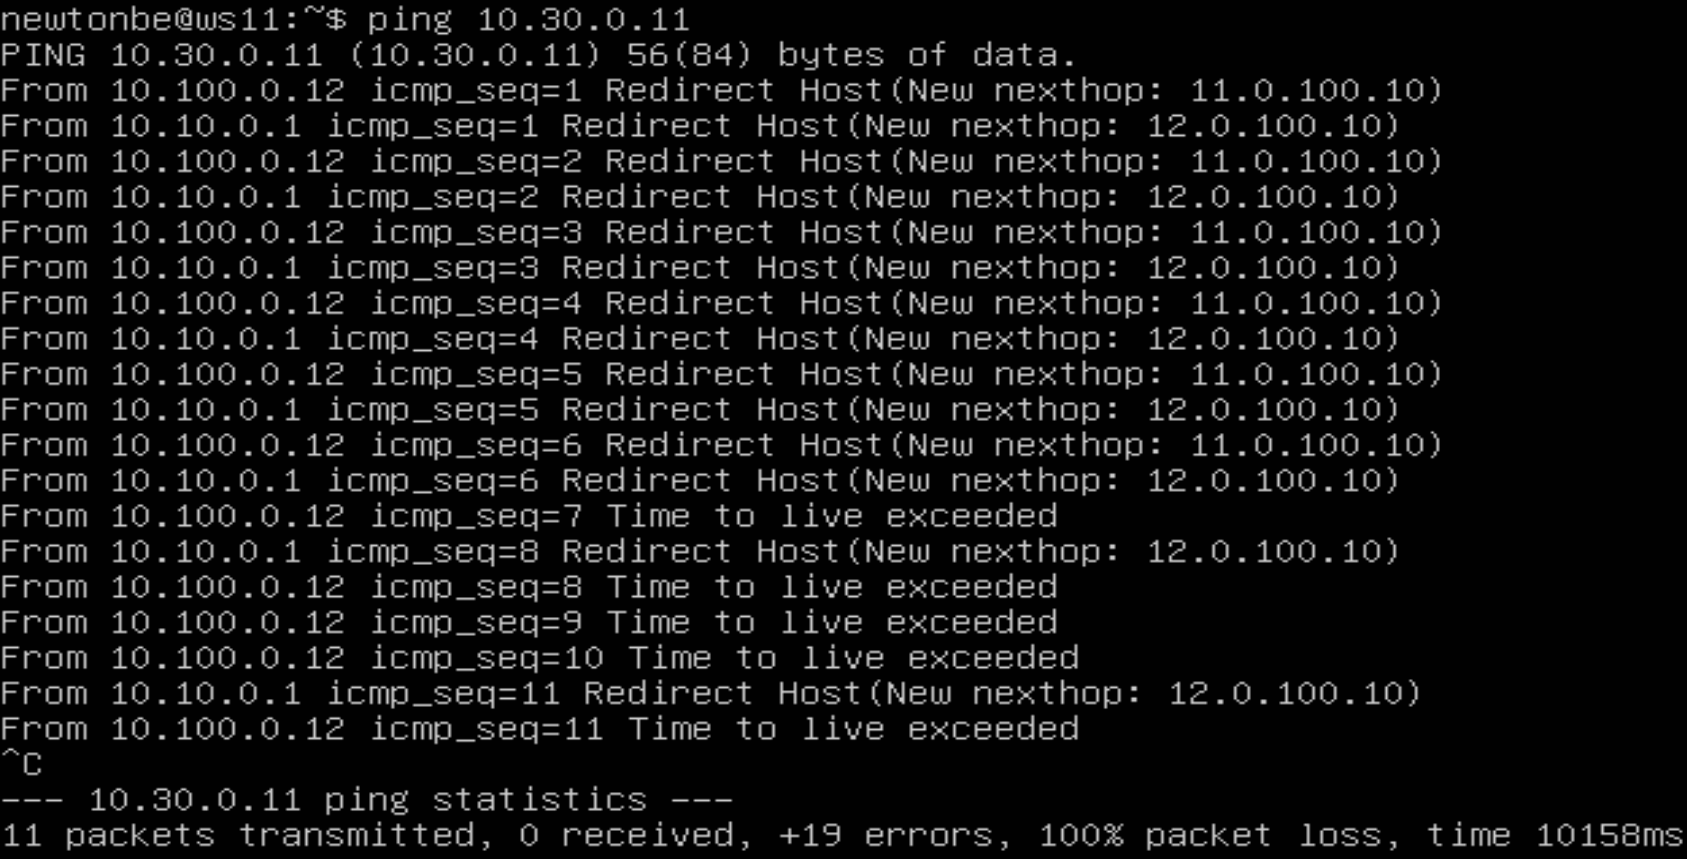 newtonbe@ws11:~$ ping 10.30.0.11
PING 10.30.0.11 (10.30.0.11) 56(84) bytes of data.
From 10.100.0.12 icmp_seq=1 Redirect Host(New nexthop: 11.0.100.10)
From 10.10.0.1 icmp_seq=1 Redirect Host(New nexthop: 12.0.100.10)
From 10.100.0.12 icmp_seq=2 Redirect Host(New nexthop: 11.0.100.10)
From 10.10.0.1 icmp_seq=2 Redirect Host(New nexthop: 12.0.100.10)
From 10.100.0.12 icmp_seq=3 Redirect Host(New nexthop: 11.0.100.10)
From 10.10.0.1 icmp_seq=3 Redirect Host(New nexthop: 12.0.100.10)
From 10.100.0.12 icmp_seq=4 Redirect Host(New nexthop: 11.0.100.10)
From 10.10.0.1 icmp_seq=4 Redirect Host(New nexthop: 12.0.100.10)
From 10.100.0.12 icmp_seq=5 Redirect Host(New nexthop: 11.0.100.10)
From 10.10.0.1 icmp_seq=5 Redirect Host(New nexthop: 12.0.100.10)
From 10.100.0.12 icmp_seq=6 Redirect Host(New nexthop: 11.0.100.10)
From 10.10.0.1 icmp_seq=6 Redirect Host(New nexthop: 12.0.100.10)
From 10.100.0.12 icmp_seq=7 Time to live exceeded
From 10.10.0.1 icmp_seq=8 Redirect Host(New nexthop: 12.0.100.10)
From 10.100.0.12 icmp_seq=8 Time to live exceeded
From 10.100.0.12 icmp_seq=9 Time to live exceeded
From 10.100.0.12 icmp_seq=10 Time to live exceeded
From 10.10.0.1 icmp_seq=11 Redirect Host(New nexthop: 12.0.100.10)
From 10.100.0.12 icmp_seq=11 Time to live exceeded
^C
--- 10.30.0.11 ping statistics ---
11 packets transmitted, 0 received, +19 errors, 100% packet loss, time 10158ms